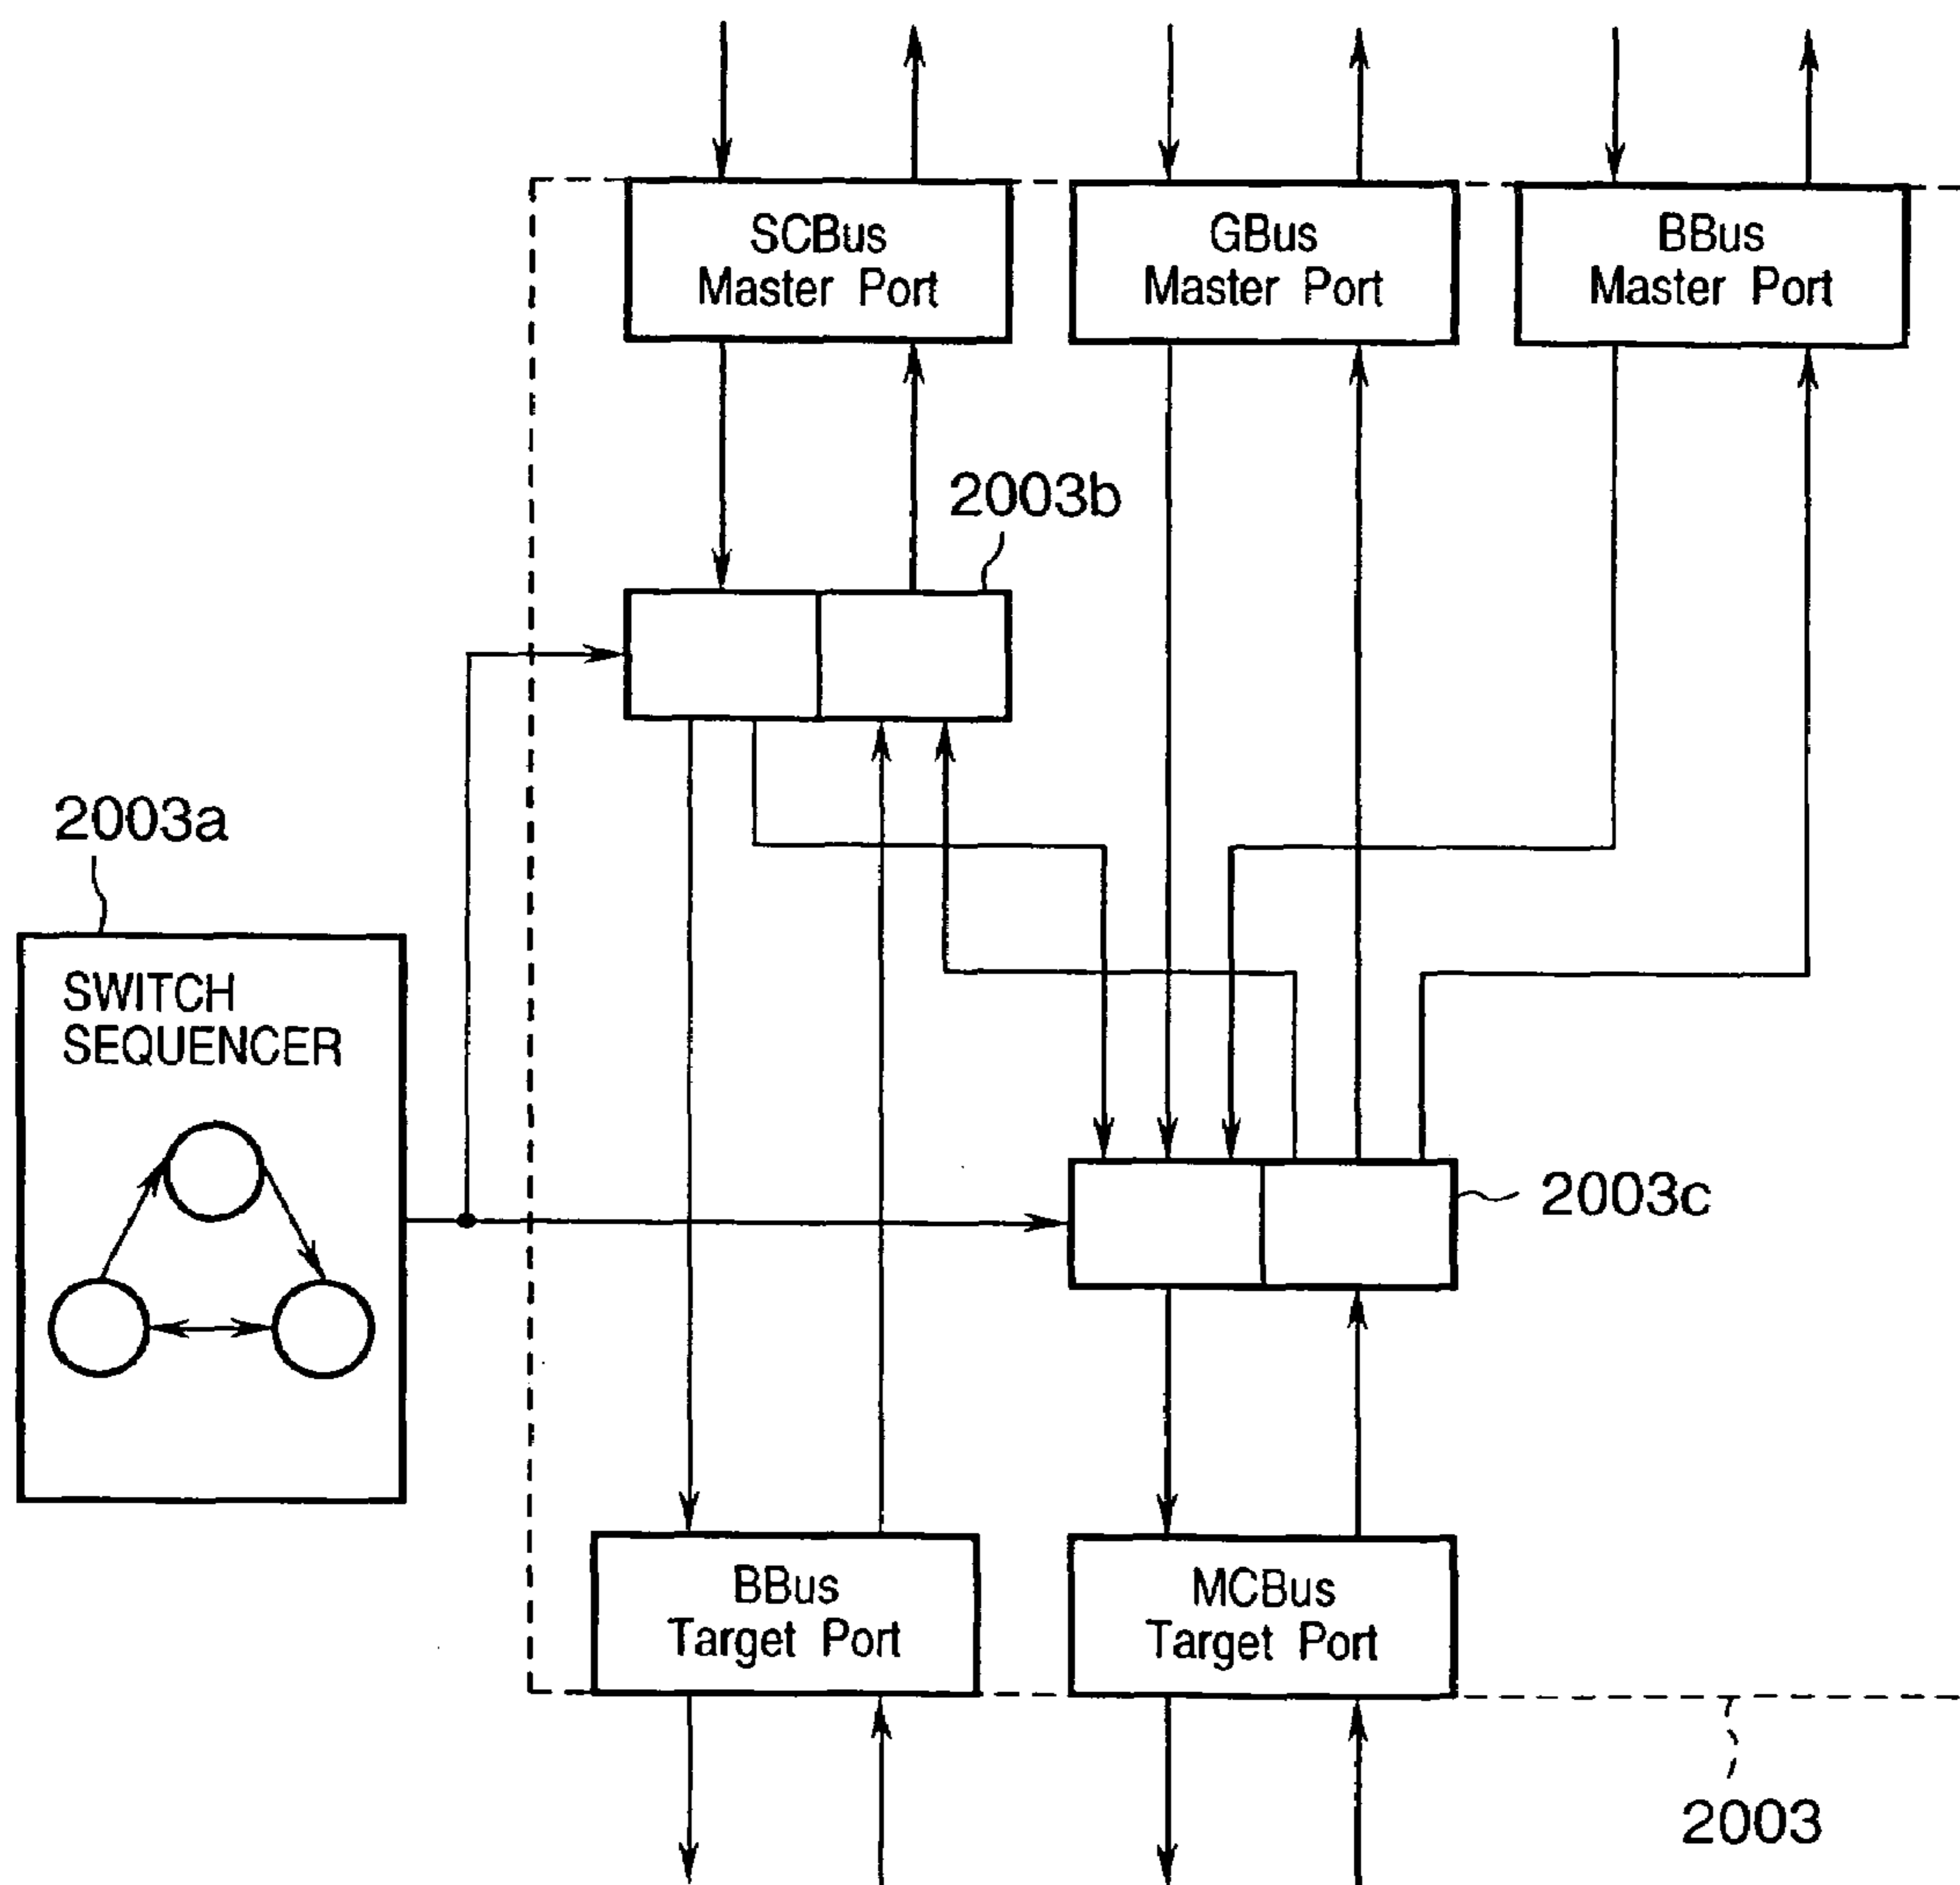 SCBus
Master Port
GBus
Master Port
BBus
Master Port
2003b
2003a
SWITCH
SEQUENCER
2003c
BBus
Target Port
MCBus
Target Port
2003